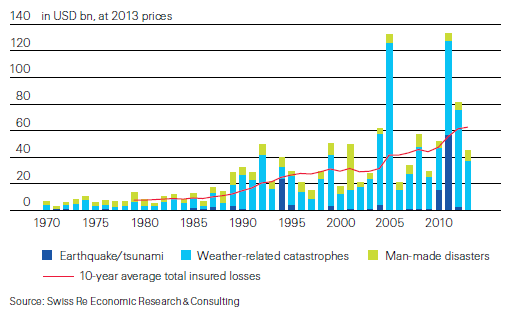 140 in USD bn, at 2013 prices
120
100
80
60
40
20
0
1970 1975 1980 1985 1990 1995 2000 2005 2010
Earthquake/tsunami Weather-related catastrophes Man-made disasters
10-year average total insured losses
Source: Swiss Re Economic Research & Consulting